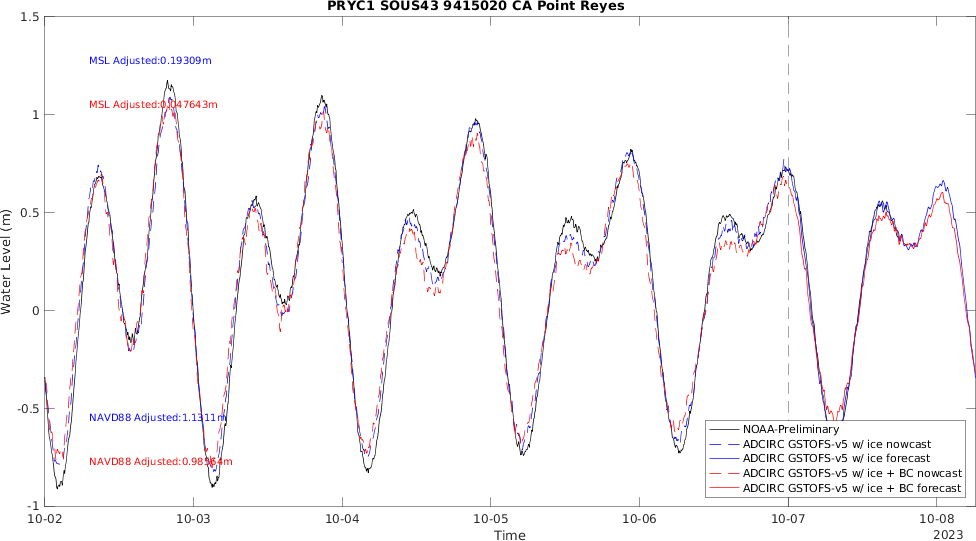 PRYC1 SOUS43 9415020 CA Point Reyes
1.5
MSL Adjusted:0.19309m
MSL Adjusted:0.047643m
1
0.5
Water Level (m)
0
-0.5
NAVD88 Adjusted:1.1311m
NAVD88 Adjusted:0.98564m
NOAA-Preliminary
ADCIRC GSTOFS-v5 w/ ice nowcast
ADCIRC GSTOFS-v5 w/ ice forecast
ADCIRC GSTOFS-v5 w/ ice + BC nowcast
ADCIRC GSTOFS-v5 w/ ice + BC forecast
-1
10-02 10-03 10-04 10-05 10-06 10-07 10-08
Time
2023